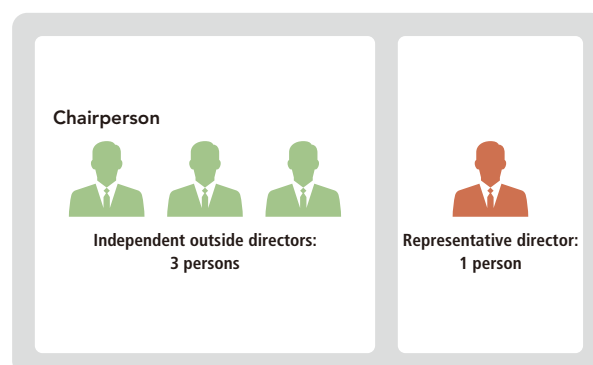 Chairperson
Independent outside directors:
3 persons
Representative director:
1 person